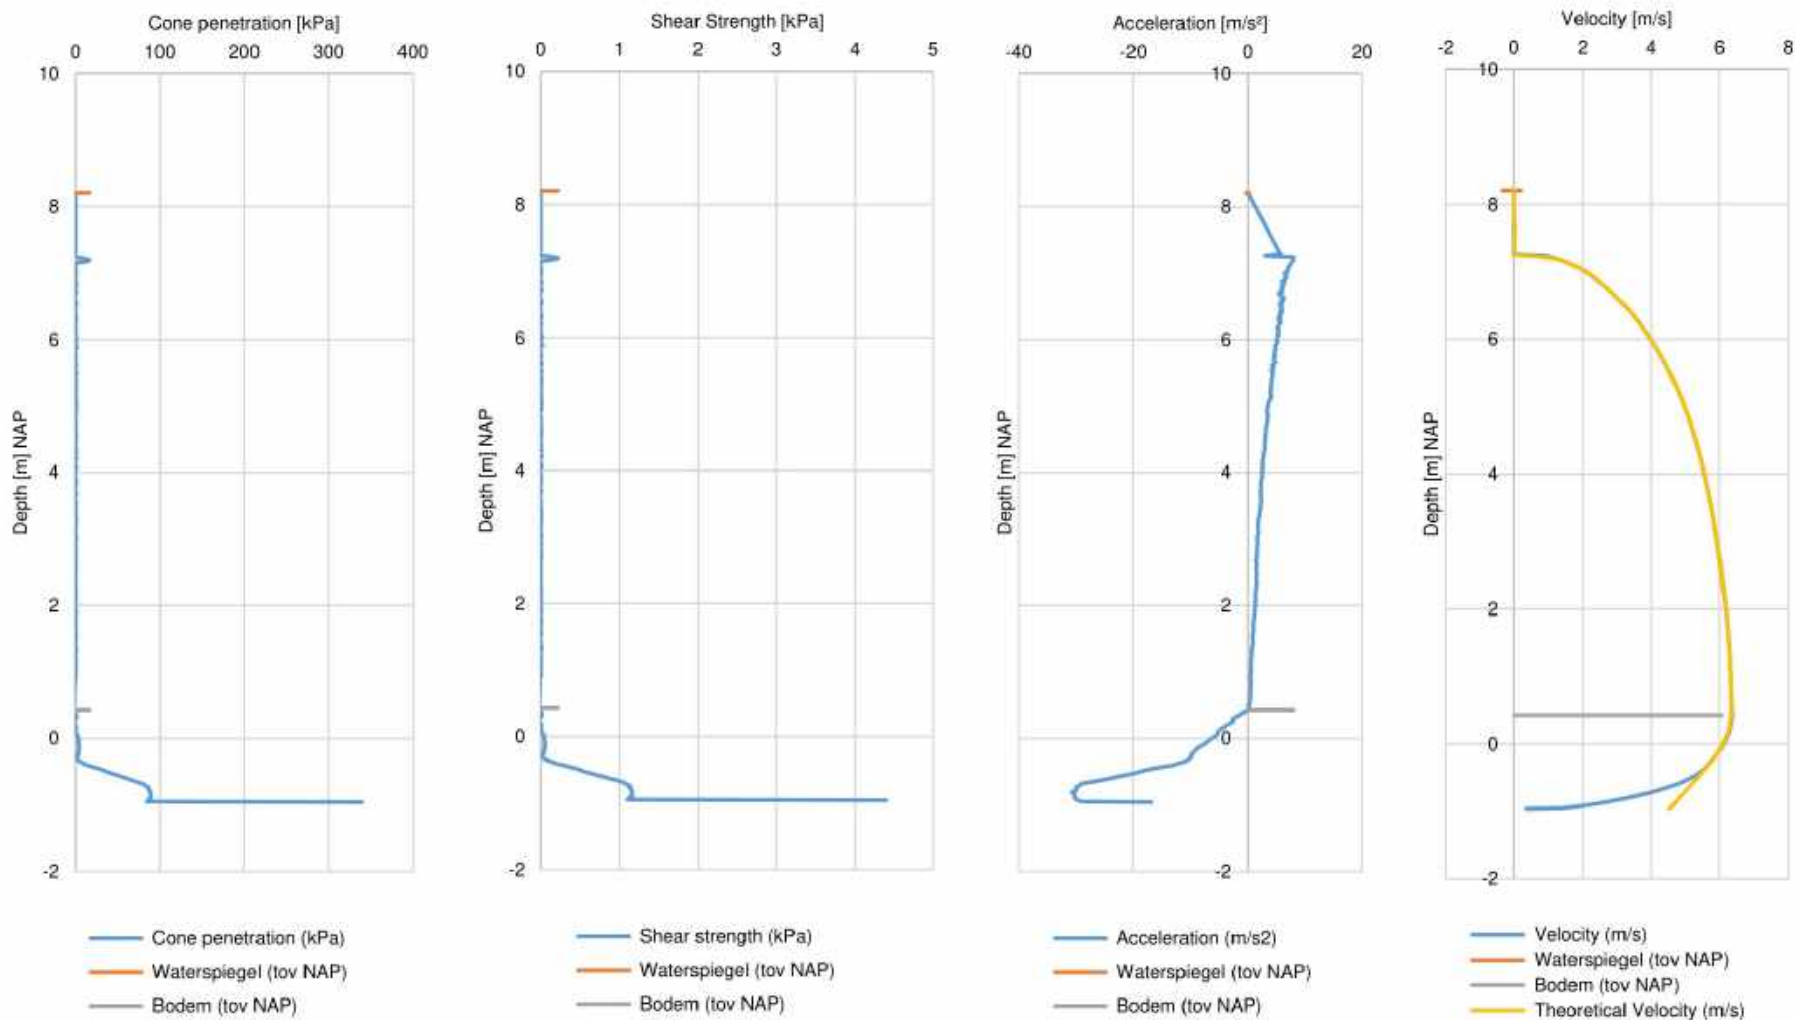 Cone penetration [kPa]
0 100 200 300 400
10
8
6
4
2
0
-2
Depth [m] NAP
Cone penetration (kPa)
Waterspiegel (tov NAP)
Bodem (tov NAP)
Shear Strength [kPa]
0 1 2 3 4 5
10
8
6
4
2
0
-2
Depth [m] NAP
Shear strength (kPa)
Waterspiegel (tov NAP)
Bodem (tov NAP)
Acceleration [m/s²]
-40 -20 0 20
10
8
6
4
2
0
-2
Depth [m] NAP
Acceleration (m/s2)
Waterspiegel (tov NAP)
Bodem (tov NAP)
Velocity [m/s]
-2 0 2 4 6 8
10
8
6
4
2
0
-2
Depth [m] NAP
Velocity (m/s)
Waterspiegel (tov NAP)
Bodem (tov NAP)
Theoretical Velocity (m/s)